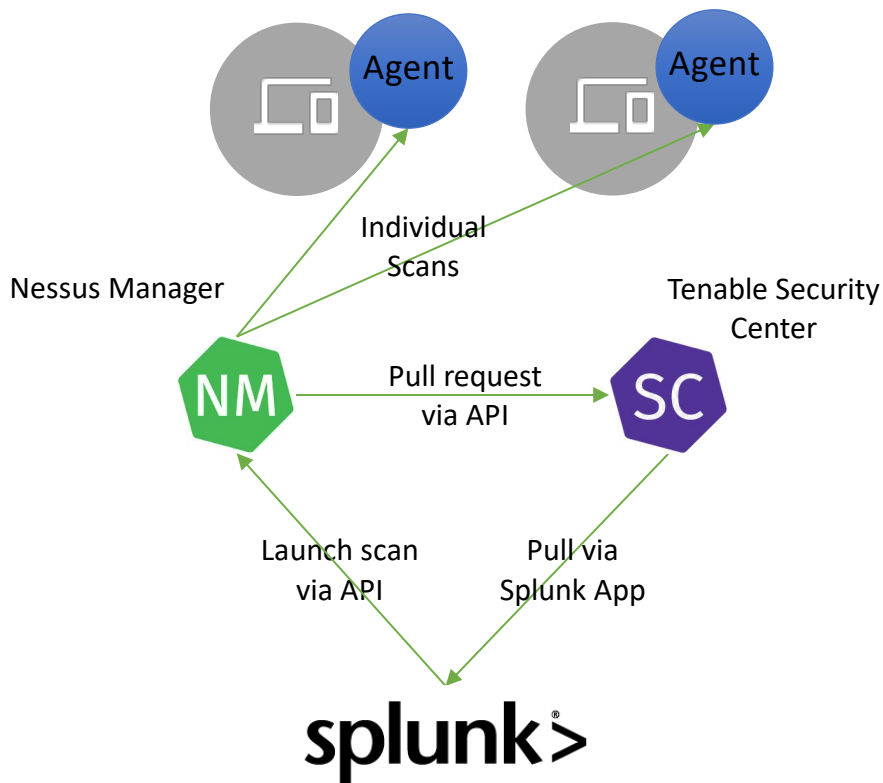 Agent
Agent
Individual
Scans
Nessus Manager
Tenable Security
Center
NM
Pull request
via API
SC
Launch scan
via API
Pull via
Splunk App
splunk®>